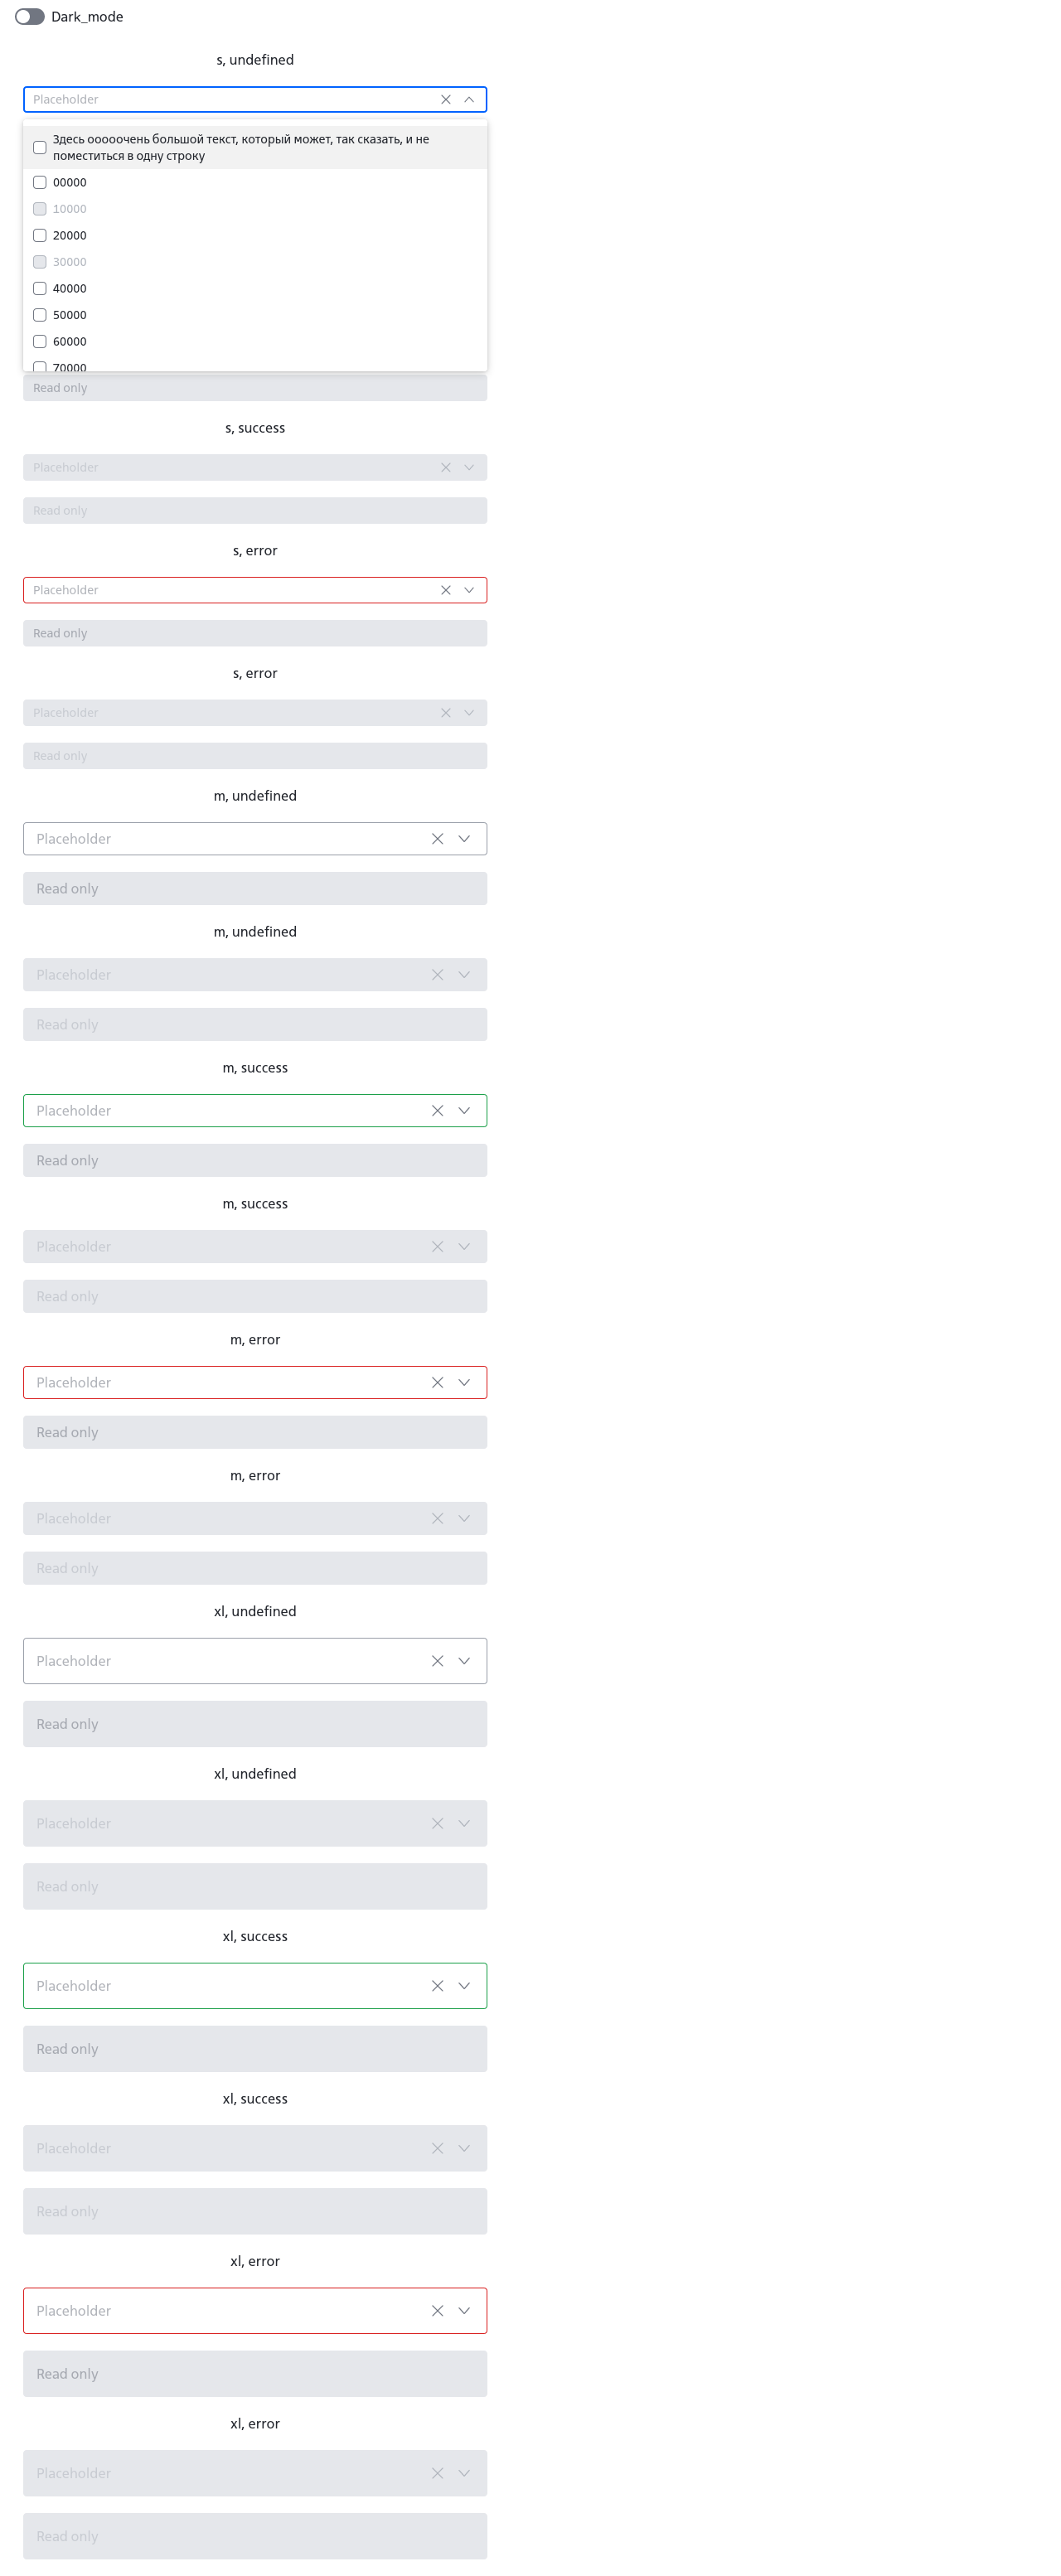 Dark_mode
s, undefined
Placeholder
Здесь ооооочень большой текст, который может, так сказать, и не
поместиться в одну строку
00000
10000
20000
30000
40000
50000
60000
70000
Read only
s, success
Placeholder
Read only
s, error
Placeholder
Read only
s, error
Placeholder
Read only
m, undefined
Placeholder
Read only
m, undefined
Placeholder
Read only
m, success
Placeholder
Read only
m, success
Placeholder
Read only
m, error
Placeholder
Read only
m, error
Placeholder
Read only
xl, undefined
Placeholder
Read only
xl, undefined
Placeholder
Read only
xl, success
Placeholder
Read only
xl, success
Placeholder
Read only
xl, error
Placeholder
Read only
xl, error
Placeholder
Read only